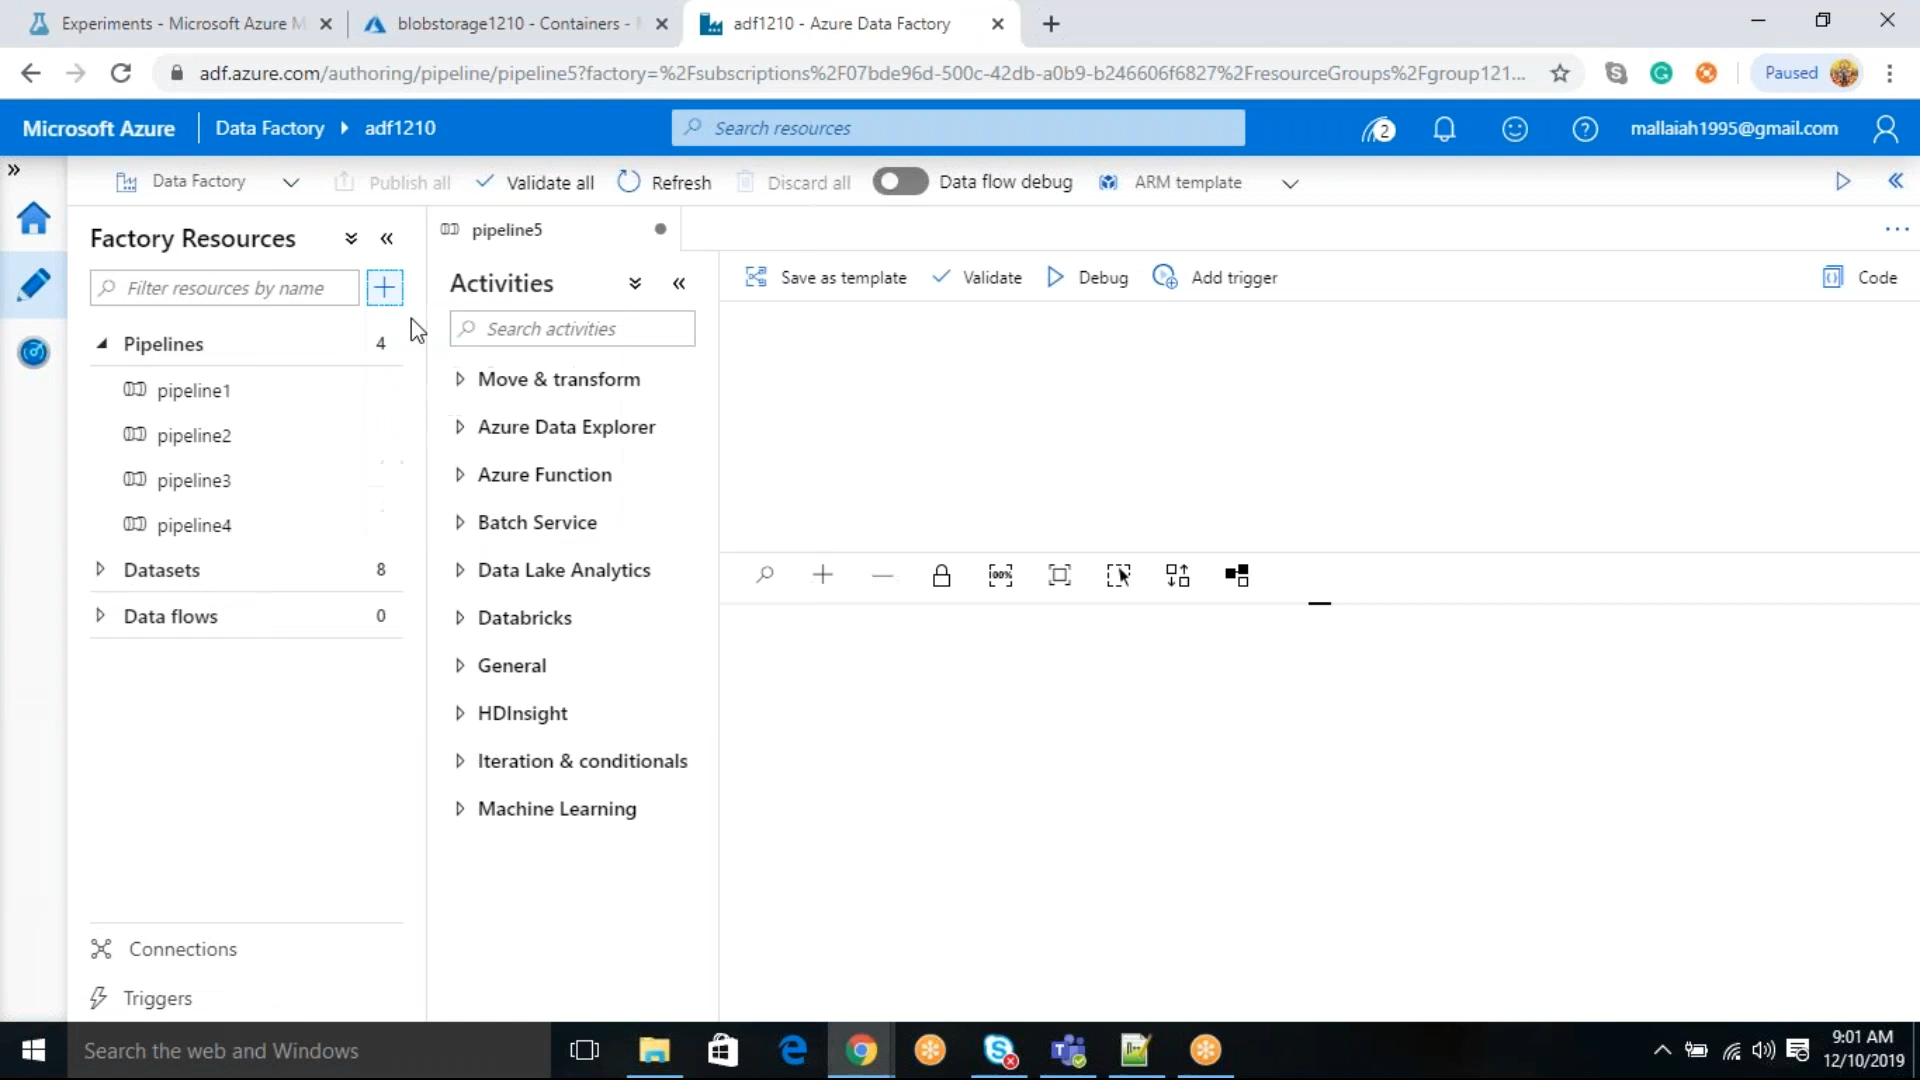 Experiments - Microsoft Azure M
blobstorage1210 - Containers -
adf1210 - Azure Data Factory
adf.azure.com/authoring/pipeline/pipeline5?factory=%2Fsubscriptions%2F07bde96d-500c-42db-a0b9-b246606f6827%2FresourceGroups%2Fgroup121...
Paused
Microsoft Azure
Data Factory
adf1210
Search resources
2
mallaiah1995@gmail.com
Data Factory
Publish all
Validate all
Refresh
Discard all
Data flow debug
ARM template
Factory Resources
pipeline5
Filter resources by name
Activities
Save as template
Validate
Debug
Add trigger
Code
Search activities
Pipelines 4
pipeline1
pipeline2
pipeline3
pipeline4
Datasets 8
Data flows 0
Move & transform
Azure Data Explorer
Azure Function
Batch Service
Data Lake Analytics
Databricks
General
HDInsight
Iteration & conditionals
Machine Learning
100%
Connections
Triggers
Search the web and Windows
9:01 AM
12/10/2019